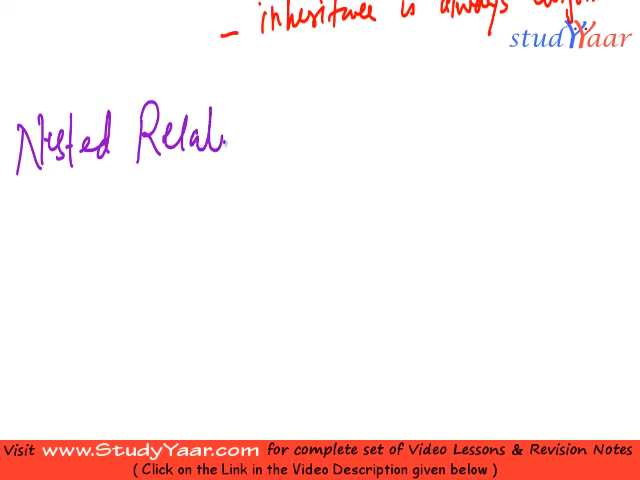 - inheritance is always
studYYaar
Nested Relat
Visit www.StudyYaar.com for complete set of Video Lessons & Revision Notes
( Click on the Link in the Video Description given below )